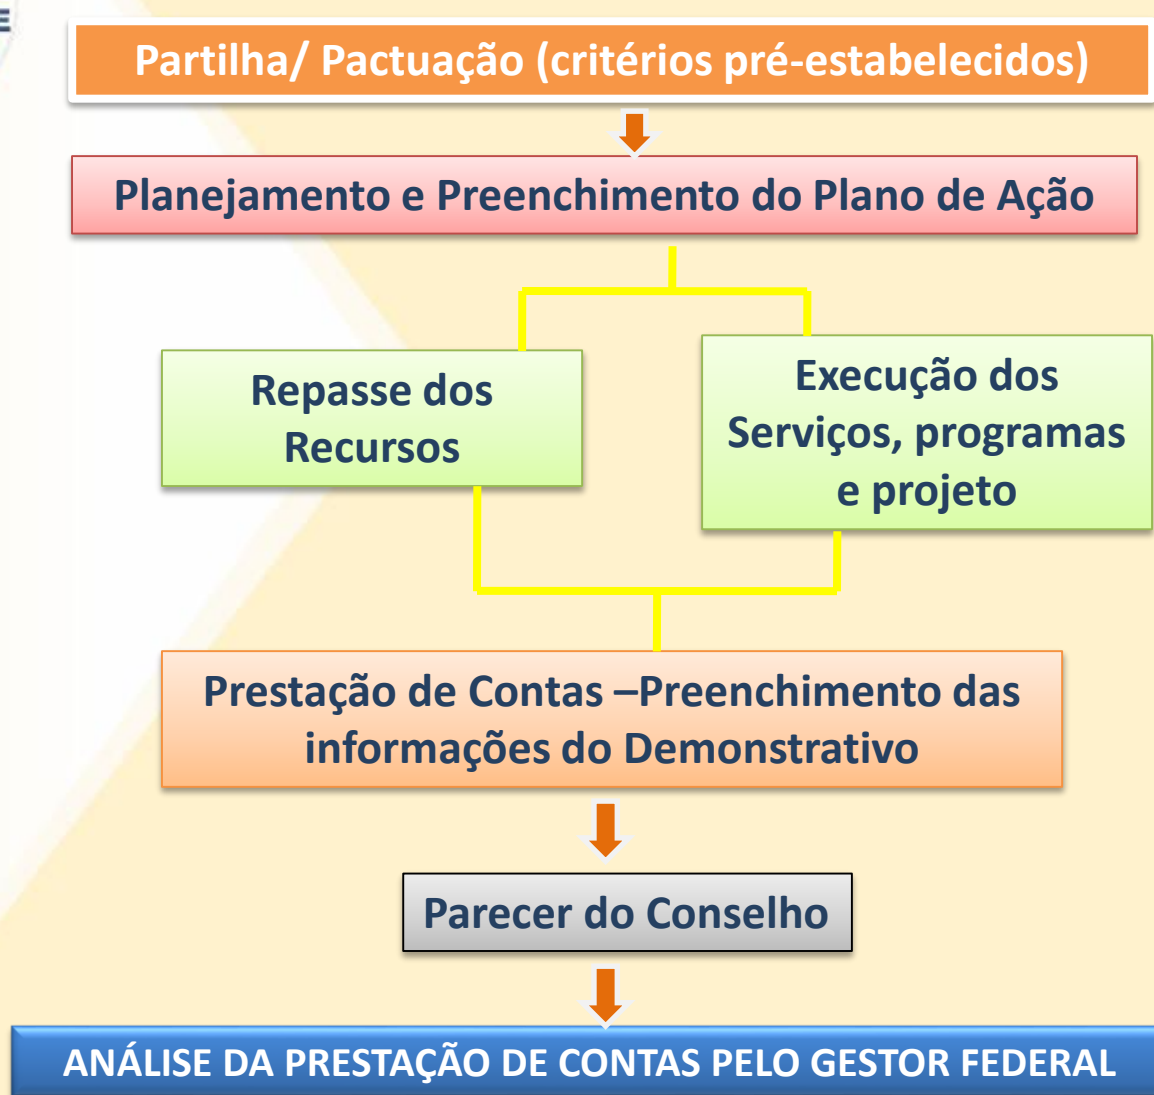 E
Partilha/ Pactuação (critérios pré-estabelecidos)
Planejamento e Preenchimento do Plano de Ação
Repasse dos
Recursos
Execução dos
Serviços, programas
e projeto
Prestação de Contas –Preenchimento das
informações do Demonstrativo
Parecer do Conselho
ANÁLISE DA PRESTAÇÃO DE CONTAS PELO GESTOR FEDERAL